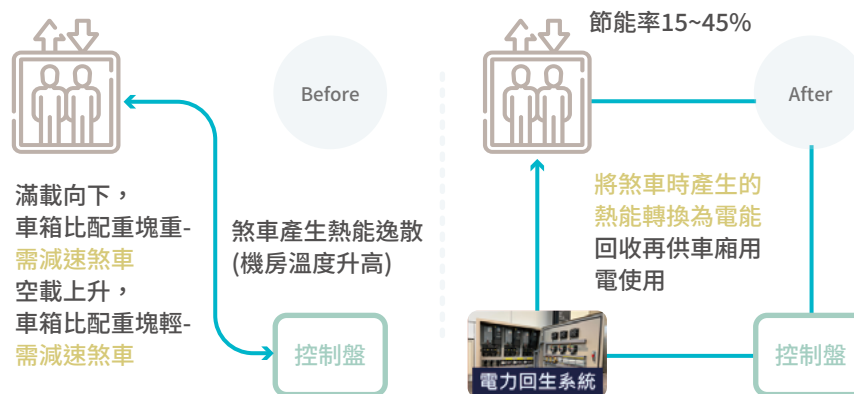 Before
滿載向下，
車箱比配重塊重-
需減速煞車
空載上升，
車箱比配重塊輕-
需減速煞車
煞車產生熱能逸散
(機房溫度升高)
控制盤
節能率15~45%
After
將煞車時產生的
熱能轉換為電能
回收再供車廂用
電使用
電力回生系統
控制盤